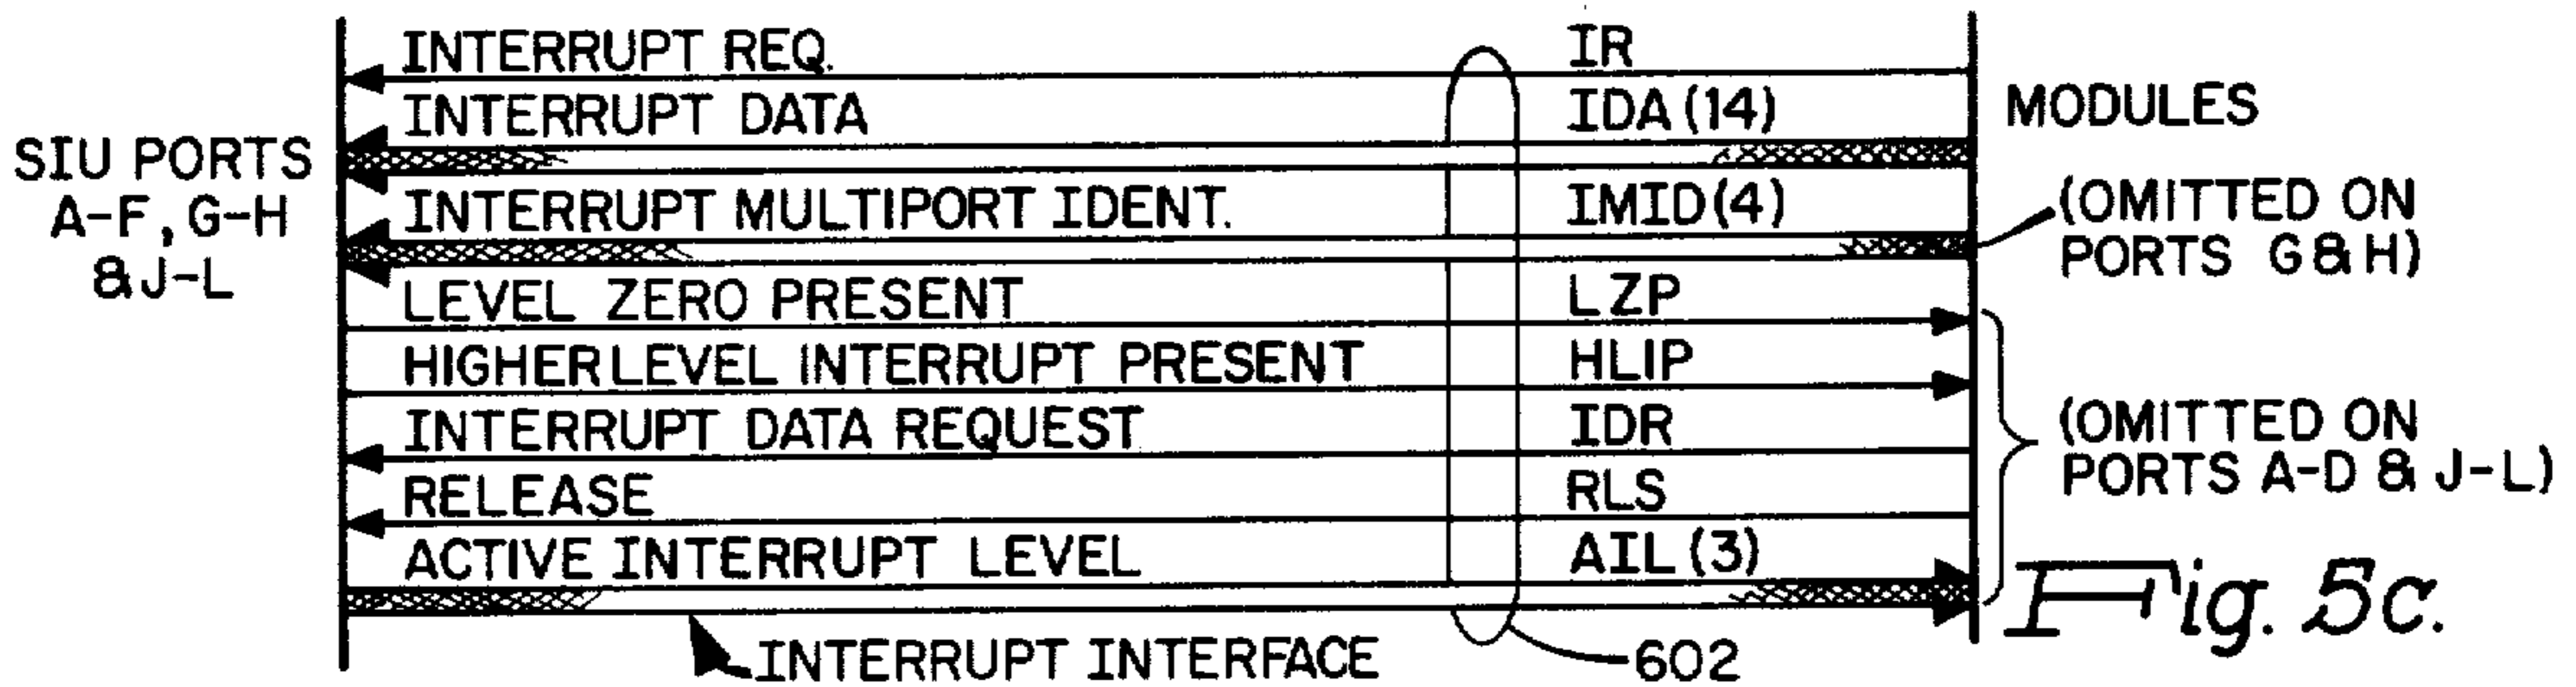 INTERRUPT REQ. IR
INTERRUPT DATA IDA (14)
MODULES
SIU PORTS
A-F, G-H
& J-L
INTERRUPT MULTIPORT IDENT. IMID (4)
(OMITTED ON
PORTS G & H)
LEVEL ZERO PRESENT LZP
HIGHER LEVEL INTERRUPT PRESENT HLIP
INTERRUPT DATA REQUEST IDR
(OMITTED ON
PORTS A-D & J-L)
RELEASE RLS
ACTIVE INTERRUPT LEVEL AIL (3)
INTERRUPT INTERFACE
602
Fig. 5c.